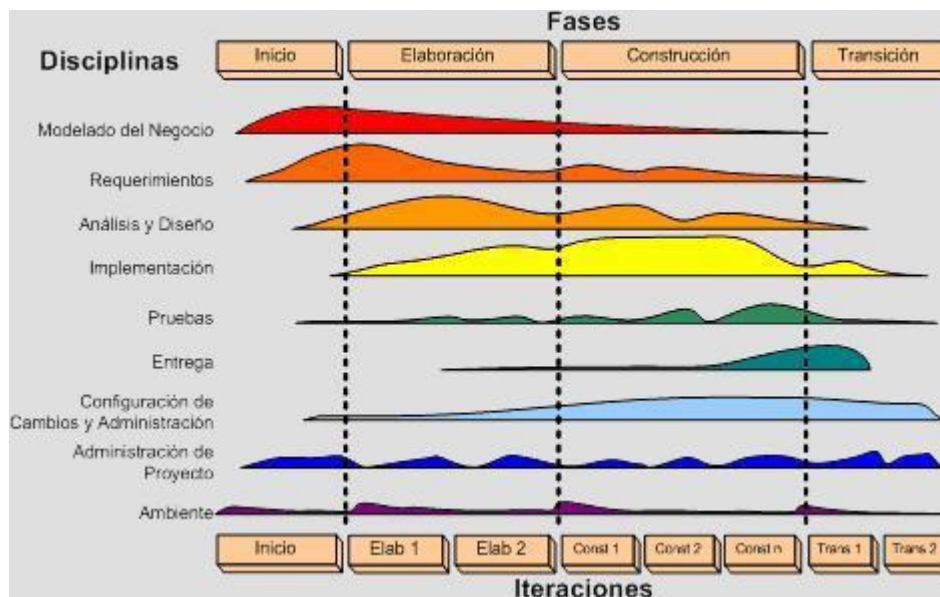 Fases
Disciplinas
Inicio
Elaboración
Construcción
Transición
Modelado del Negocio
Requerimientos
Análisis y Diseño
Implementación
Pruebas
Entrega
Configuración de
Cambios y Administración
Administración de
Proyecto
Ambiente
Inicio
Elab 1
Elab 2
Const 1
Const 2
Const n
Trans 1
Trans 2
Iteraciones